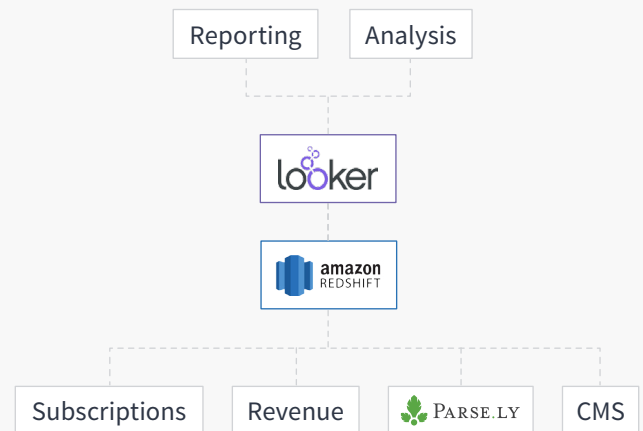 Reporting
Analysis
looker
amazon
REDSHIFT
Subscriptions
Revenue
PARSE.LY
CMS